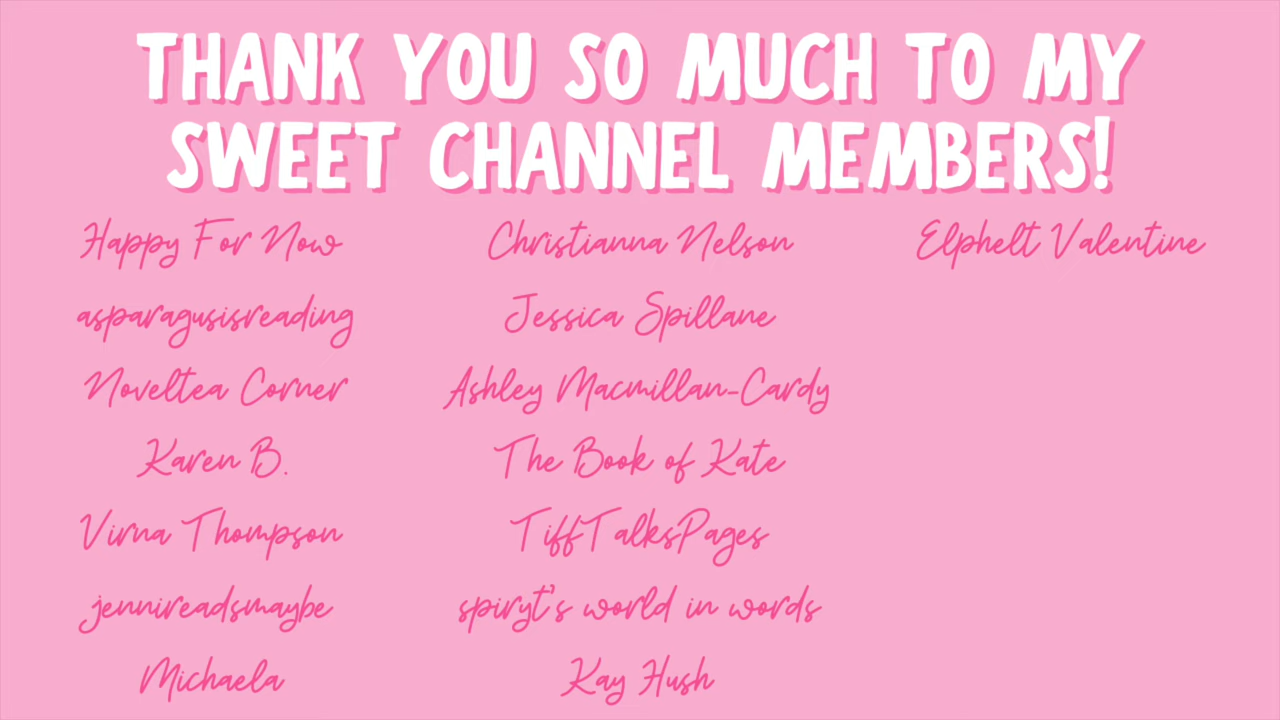 THANK YOU SO MUCH TO MY
SWEET CHANNEL MEMBERS!
Happy For Now
asparagusisreading
Noveltea Corner
Karen B.
Virna Thompson
jennireadsmaybe
Michaela
Christianna Nelson
Jessica Spillane
Ashley Macmillan-Cardy
The Book of Kate
TiffTalksPages
spiryt's world in words
Kay Hush
Elphelt Valentine